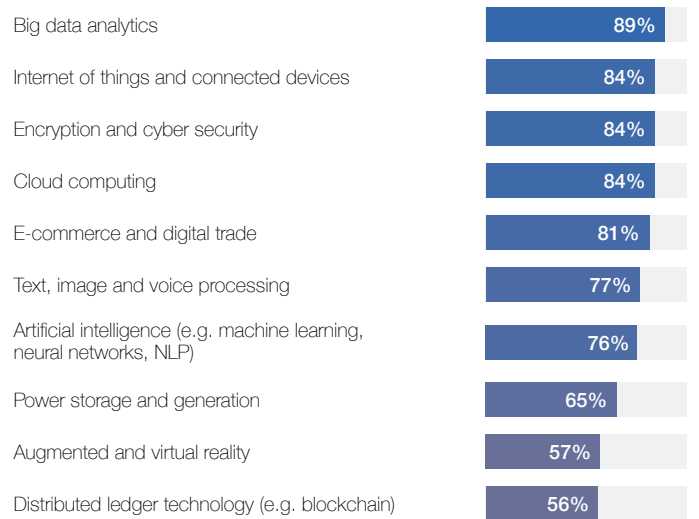 Big data analytics 89%
Internet of things and connected devices 84%
Encryption and cyber security 84%
Cloud computing 84%
E-commerce and digital trade 81%
Text, image and voice processing 77%
Artificial intelligence (e.g. machine learning,
neural networks, NLP) 76%
Power storage and generation 65%
Augmented and virtual reality 57%
Distributed ledger technology (e.g. blockchain) 56%